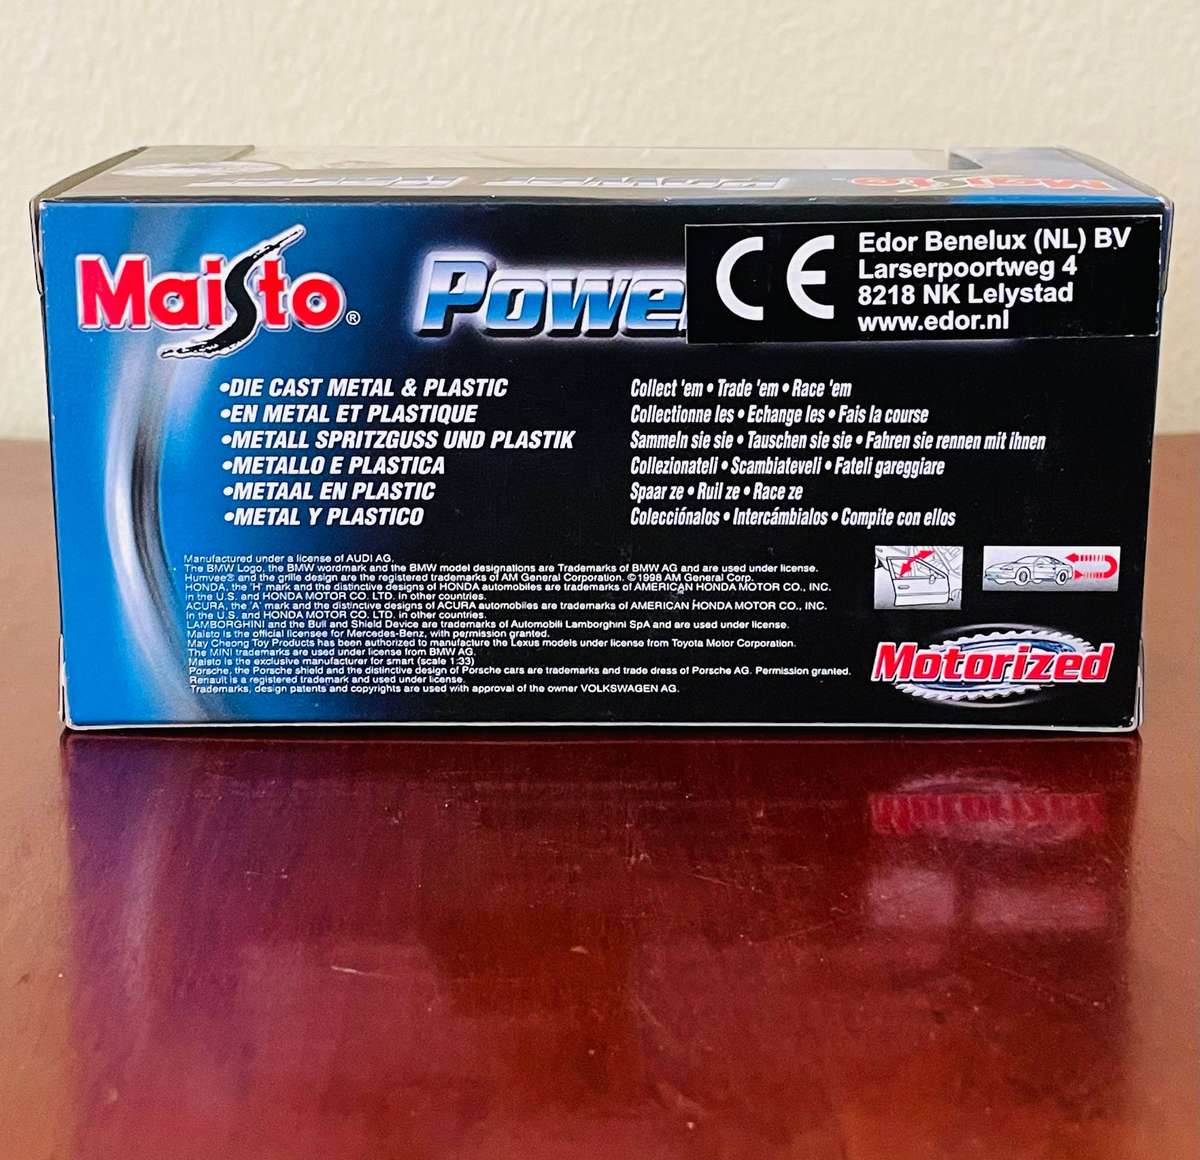 Maisto®
Powe
CE
Edor Benelux (NL) BV
Larserpoortweg 4
8218 NK Lelystad
www.edor.nl
•DIE CAST METAL & PLASTIC
•EN METAL ET PLASTIQUE
•METALL SPRITZGUSS UND PLASTIK
•METALLO E PLASTICA
•METAAL EN PLASTIC
•METAL Y PLASTICO
Collect 'em • Trade 'em • Race 'em
Collectionne les • Echange les • Fais la course
Sammeln sie sie • Tauschen sie sie • Fahren sie rennen mit ihnen
Collezionateli • Scambiateveli • Fateli gareggiare
Spaar ze • Ruil ze • Race ze
Colecciónalos • Intercámbialos • Compite con ellos
Manufactured under a license of AUDI AG.
The BMW Logo, the BMW wordmark and the BMW model designations are Trademarks of BMW AG and are used under license.
Humvee® and the grille design are the registered trademarks of AM General Corporation. ©1998 AM General Corp.
HONDA, the 'H' mark and the distinctive designs of HONDA automobiles are trademarks of AMERICAN HONDA MOTOR CO., INC.
in the U.S. and HONDA MOTOR CO. LTD. in other countries.
ACURA, the 'A' mark and the distinctive designs of ACURA automobiles are trademarks of AMERICAN HONDA MOTOR CO., INC.
in the U.S. and HONDA MOTOR CO. LTD. in other countries.
LAMBORGHINI and the Bull and Shield Device are trademarks of Automobili Lamborghini SpA and are used under license.
Maisto is the official licensee for Mercedes-Benz, with permission granted.
May Cheong Toy Products has been authorized to manufacture the Lexus models under license from Toyota Motor Corporation.
The MINI trademarks are used under license from BMW AG.
Maisto is the exclusive manufacturer for smart (scale 1:33)
Porsche, the Porsche shield and the distinctive design of Porsche cars are trademarks and trade dress of Porsche AG. Permission granted.
Renault is a registered trademark and used under license.
Trademarks, design patents and copyrights are used with approval of the owner VOLKSWAGEN AG.
Motorized